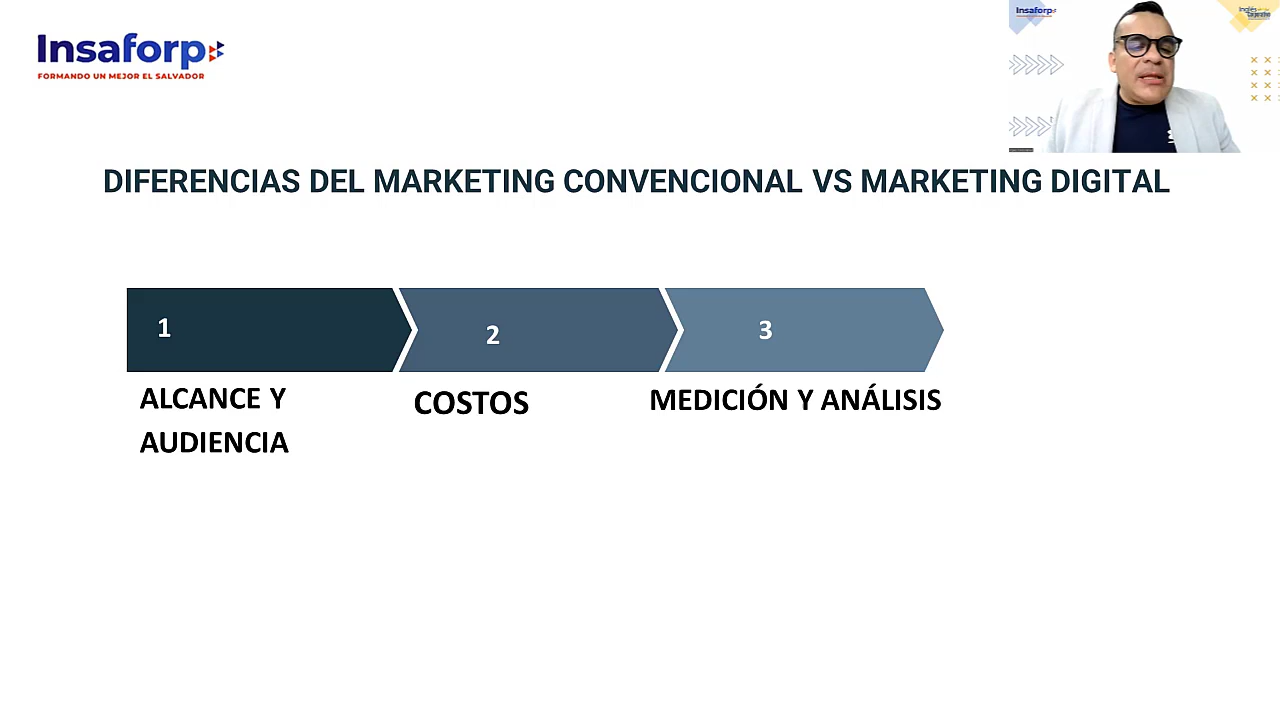 Insaforp
FORMANDO UN MEJOR EL SALVADOR
Insaforp
DIFERENCIAS DEL MARKETING CONVENCIONAL VS MARKETING DIGITAL
1
2
3
ALCANCE Y
AUDIENCIA
COSTOS
MEDICIÓN Y ANÁLISIS